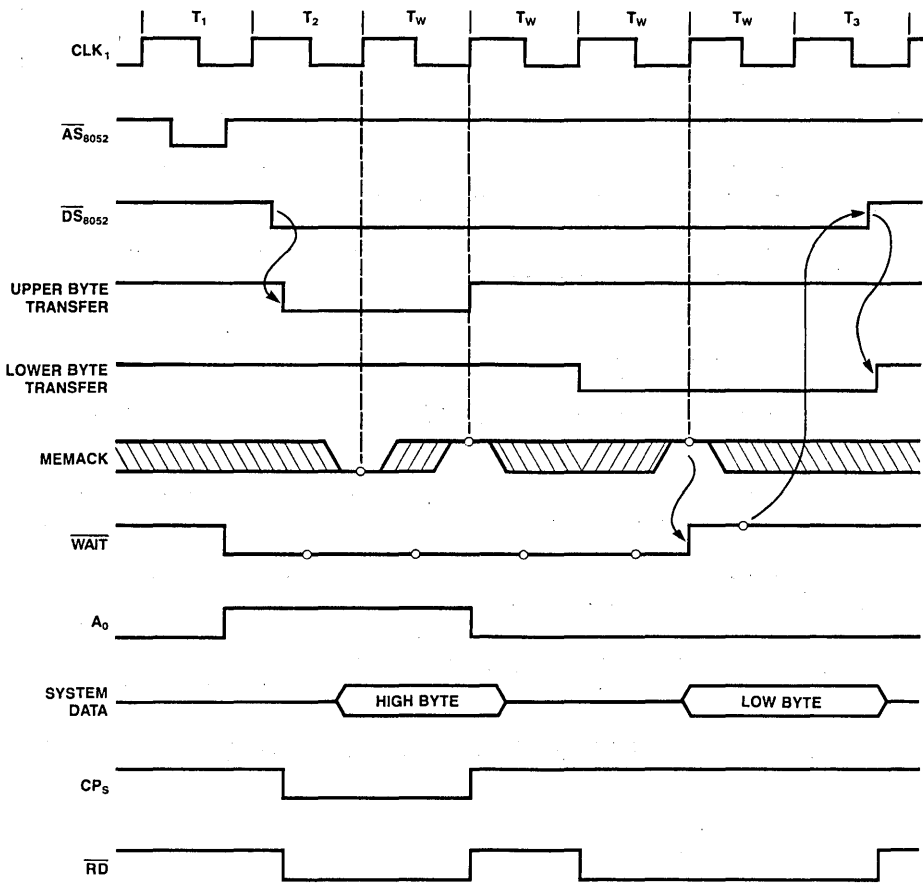 T1 T2 TW TW TW TW T3
CLK1
AS8052
DS8052
UPPER BYTE
TRANSFER
LOWER BYTE
TRANSFER
MEMACK
WAIT
A0
SYSTEM
DATA
HIGH BYTE
LOW BYTE
CPS
RD